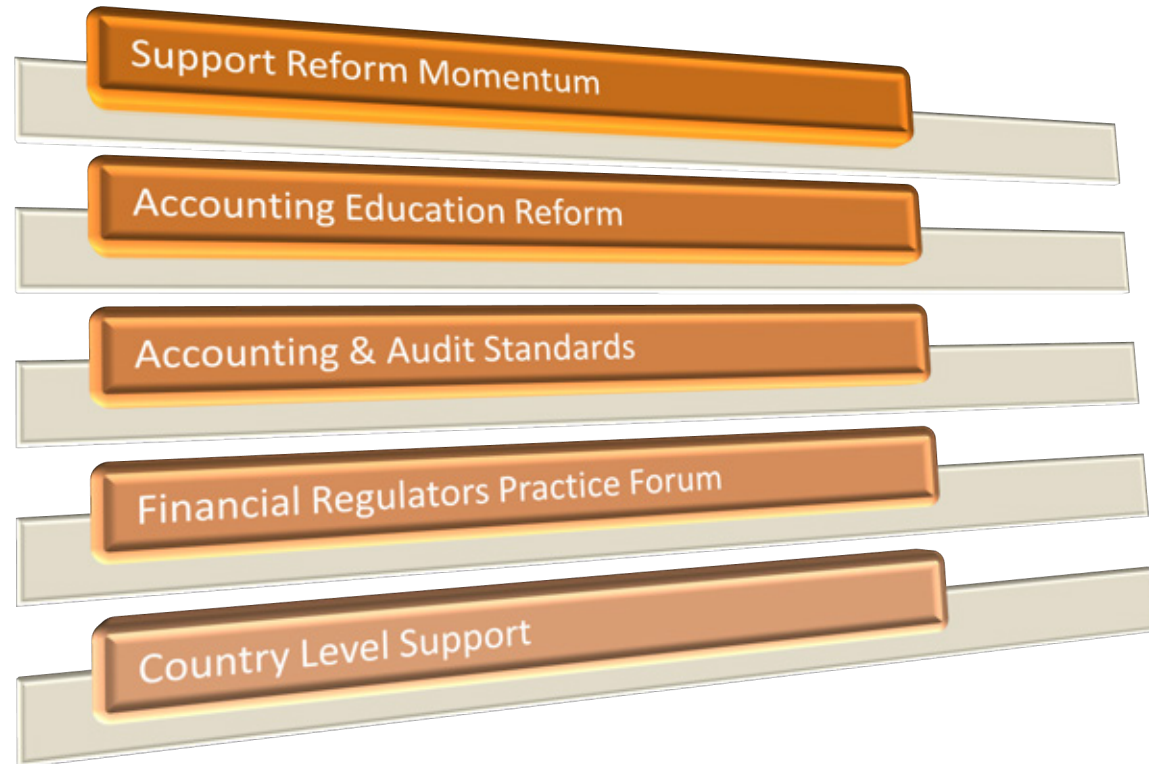 Support Reform Momentum
Accounting Education Reform
Accounting & Audit Standards
Financial Regulators Practice Forum
Country Level Support